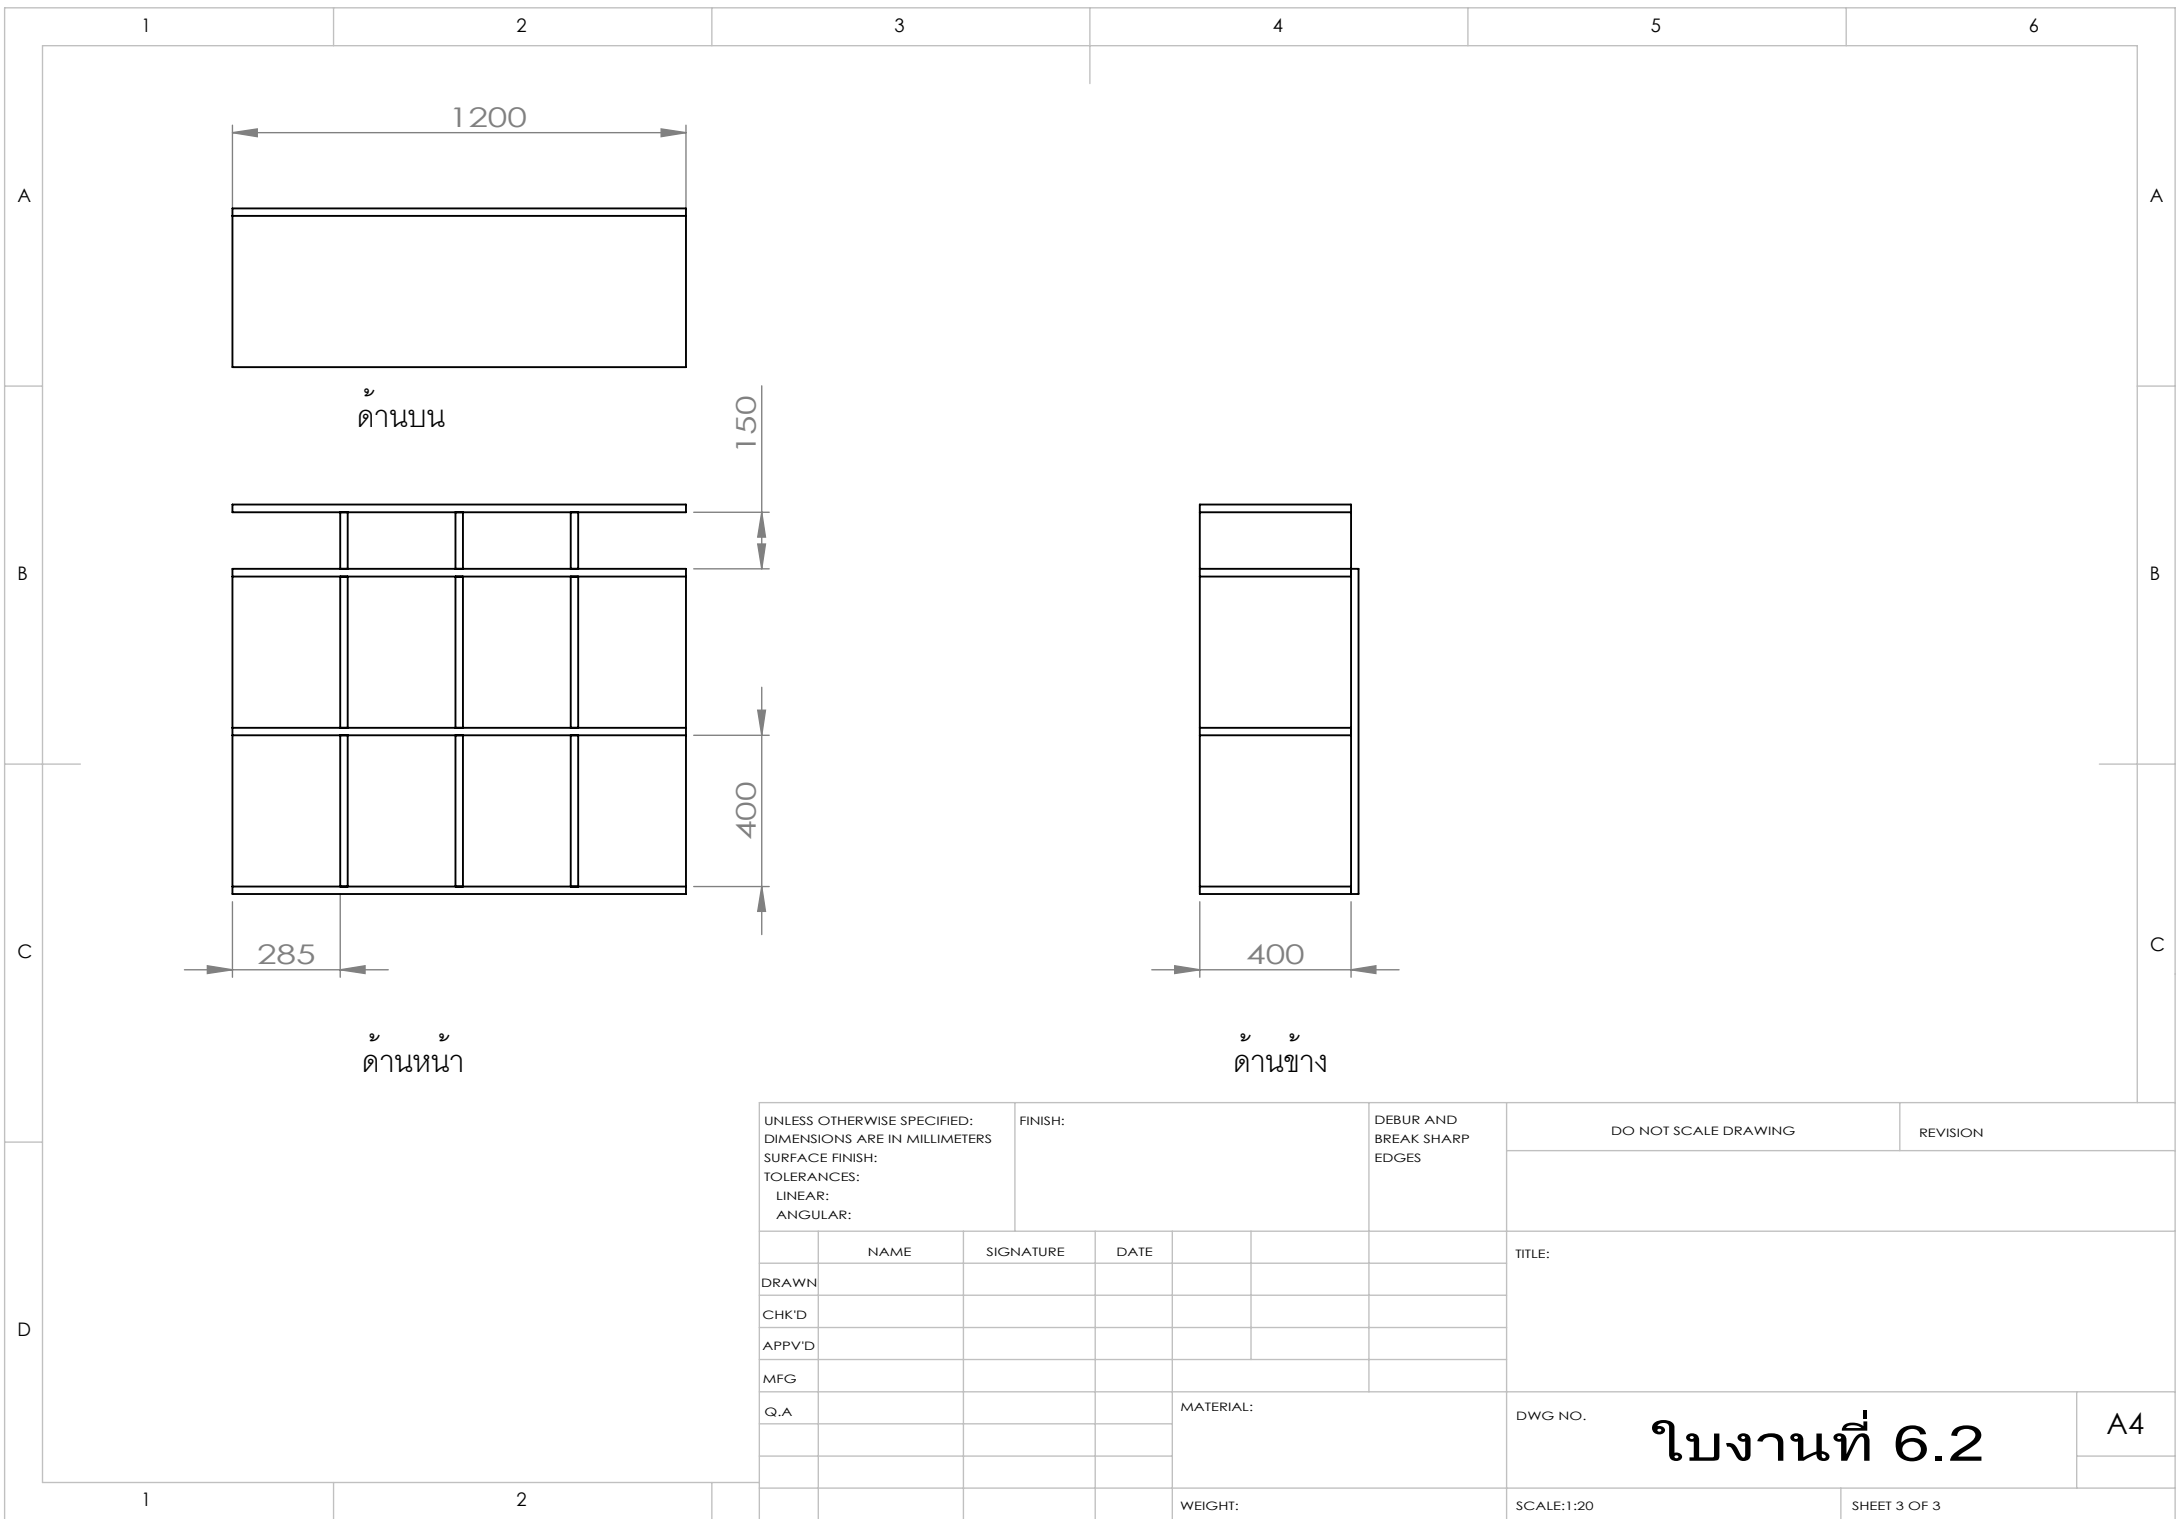 1 2 3 4 5 6
A A
1200
ด้านบน
150
B B
400
C C
285 400
ด้านหน้า ด้านข้าง
UNLESS OTHERWISE SPECIFIED:
DIMENSIONS ARE IN MILLIMETERS
SURFACE FINISH:
TOLERANCES:
LINEAR:
ANGULAR:
FINISH:
DEBUR AND
BREAK SHARP
EDGES
DO NOT SCALE DRAWING
REVISION
NAME SIGNATURE DATE
TITLE:
DRAWN
CHK'D
APPV'D
MFG
Q.A
D
MATERIAL:
DWG NO.
ใบงานที่ 6.2
A4
WEIGHT:
SCALE:1:20
SHEET 3 OF 3
1 2